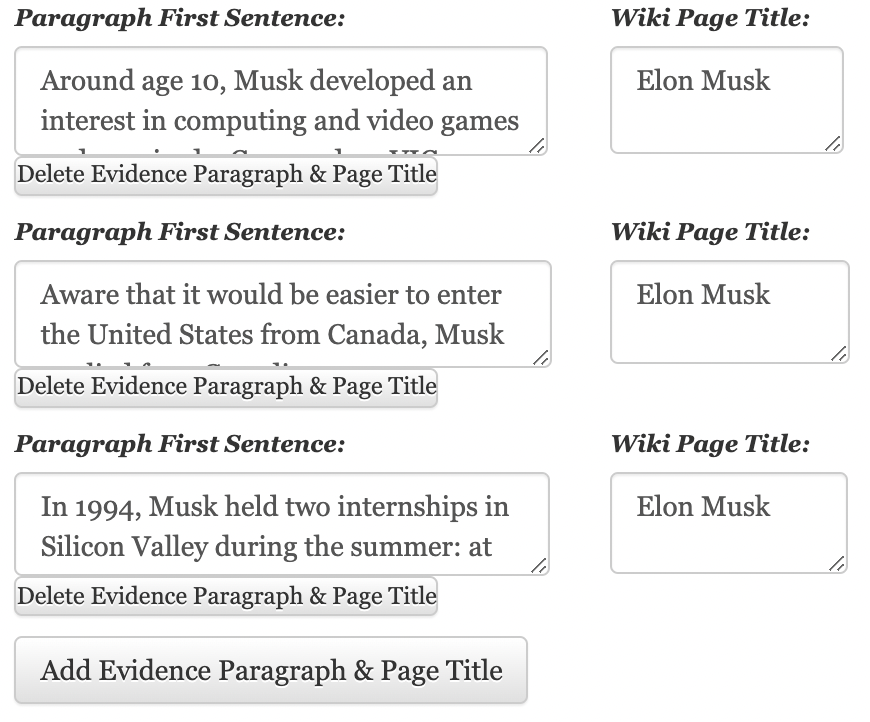 Paragraph First Sentence:
Wiki Page Title:
Around age 10, Musk developed an
interest in computing and video games
Elon Musk
Delete Evidence Paragraph & Page Title
Paragraph First Sentence:
Wiki Page Title:
Aware that it would be easier to enter
the United States from Canada, Musk
Elon Musk
Delete Evidence Paragraph & Page Title
Paragraph First Sentence:
Wiki Page Title:
In 1994, Musk held two internships in
Silicon Valley during the summer: at
Elon Musk
Delete Evidence Paragraph & Page Title
Add Evidence Paragraph & Page Title